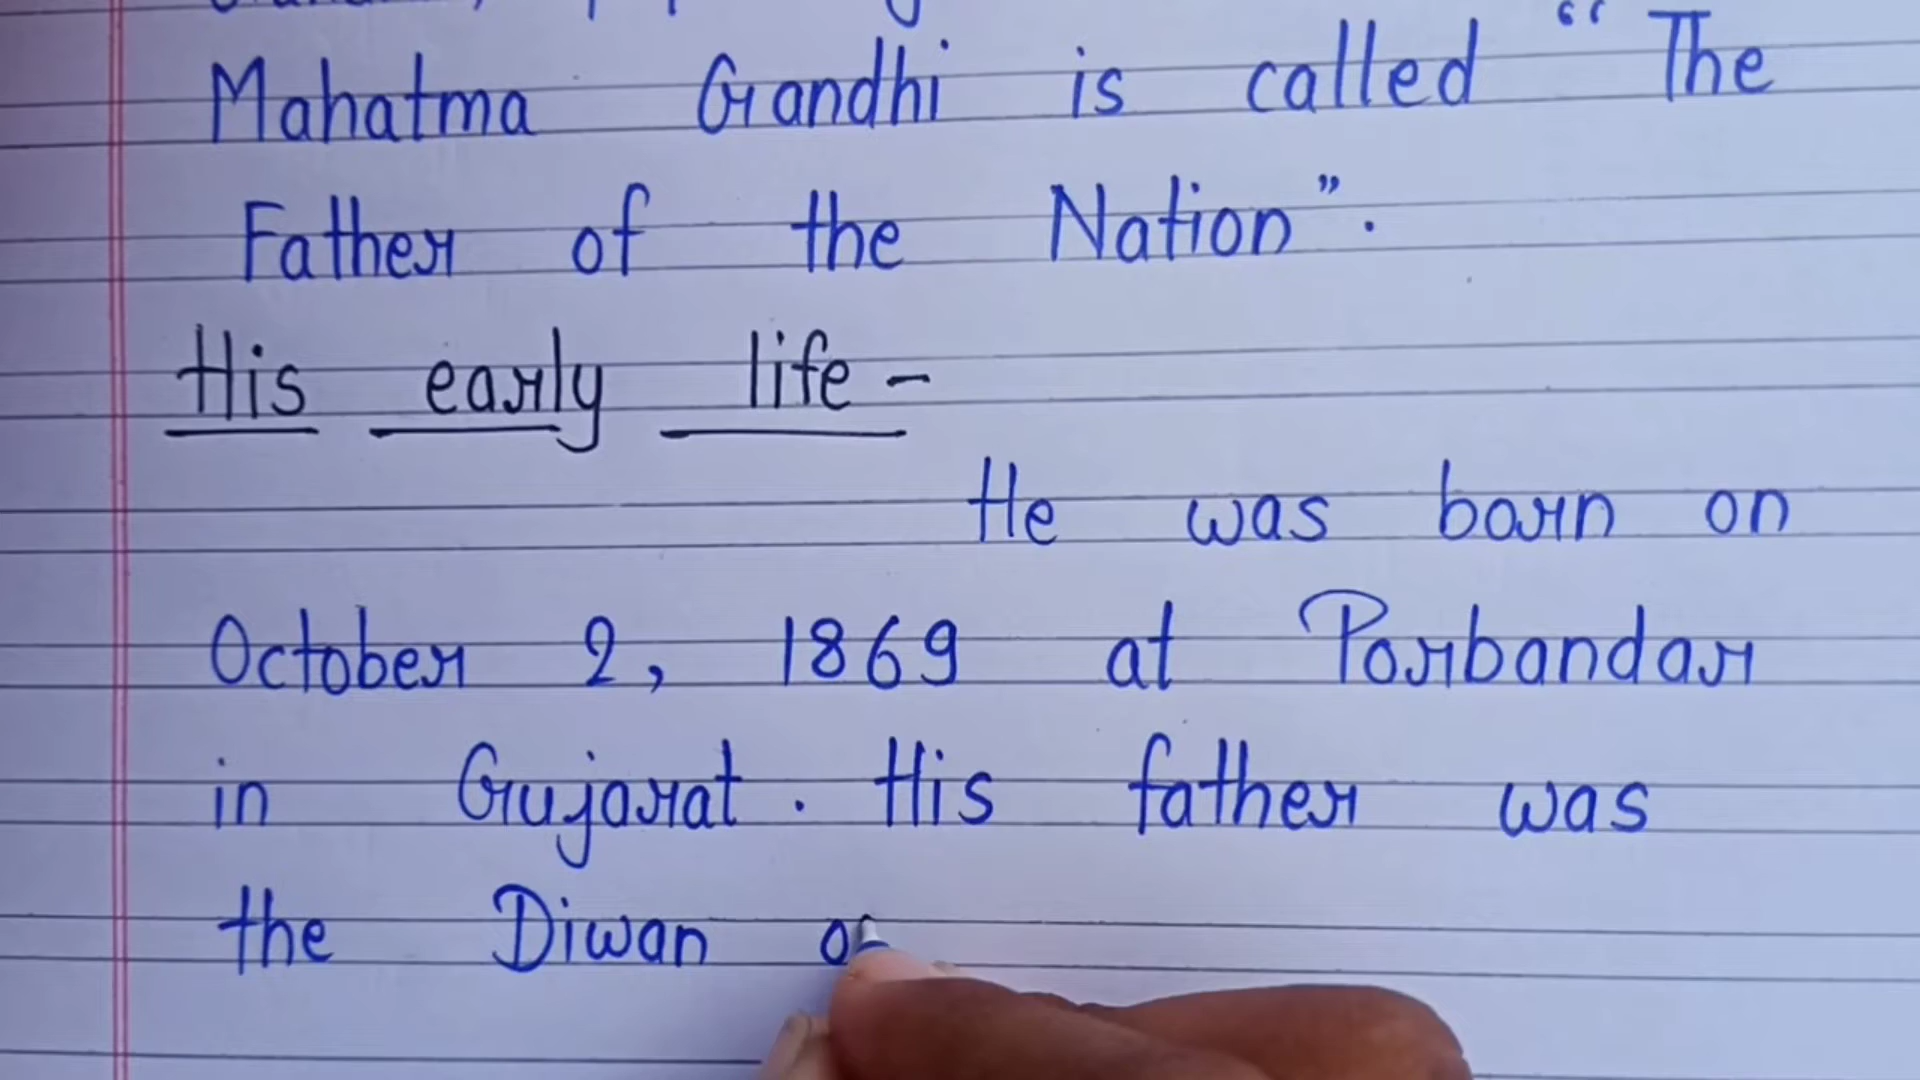 Mahatma Gandhi is called "The
Father of the Nation".
His early life -
He was born on
October 2, 1869 at Porbandar
in Gujarat. His father was
the Diwan